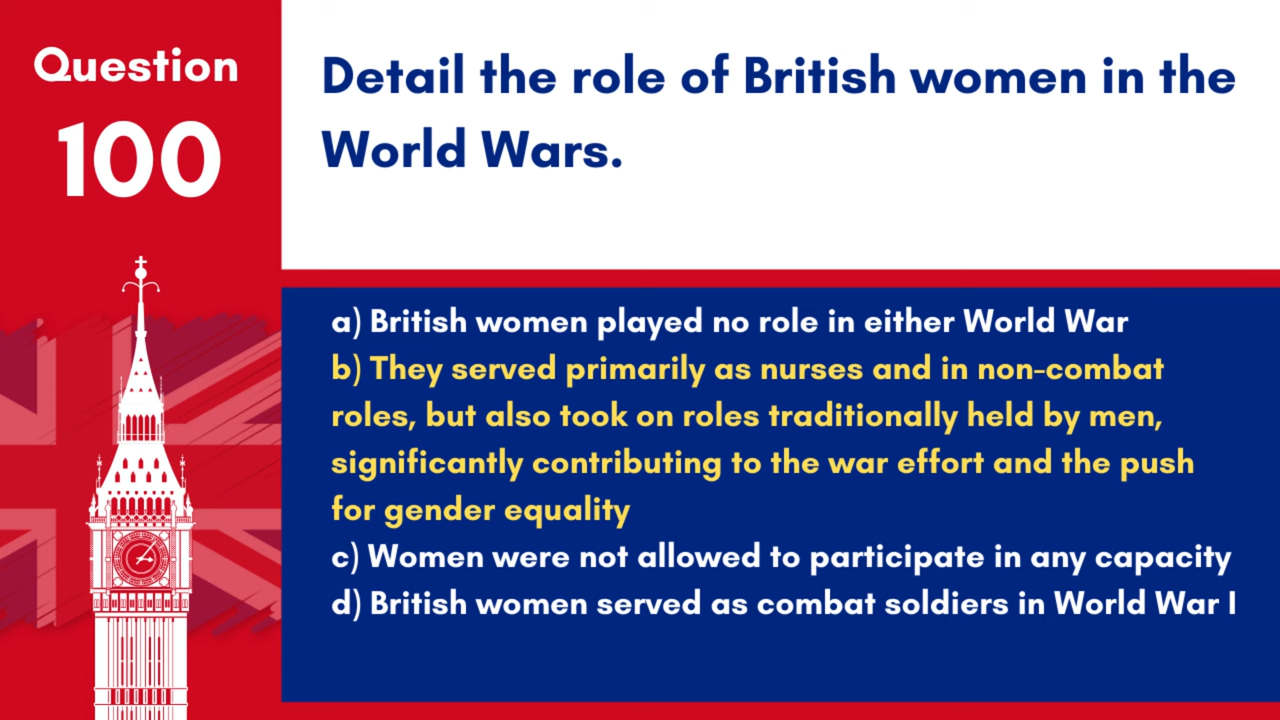 Question
100
Detail the role of British women in the
World Wars.
a) British women played no role in either World War
b) They served primarily as nurses and in non-combat
roles, but also took on roles traditionally held by men,
significantly contributing to the war effort and the push
for gender equality
c) Women were not allowed to participate in any capacity
d) British women served as combat soldiers in World War I